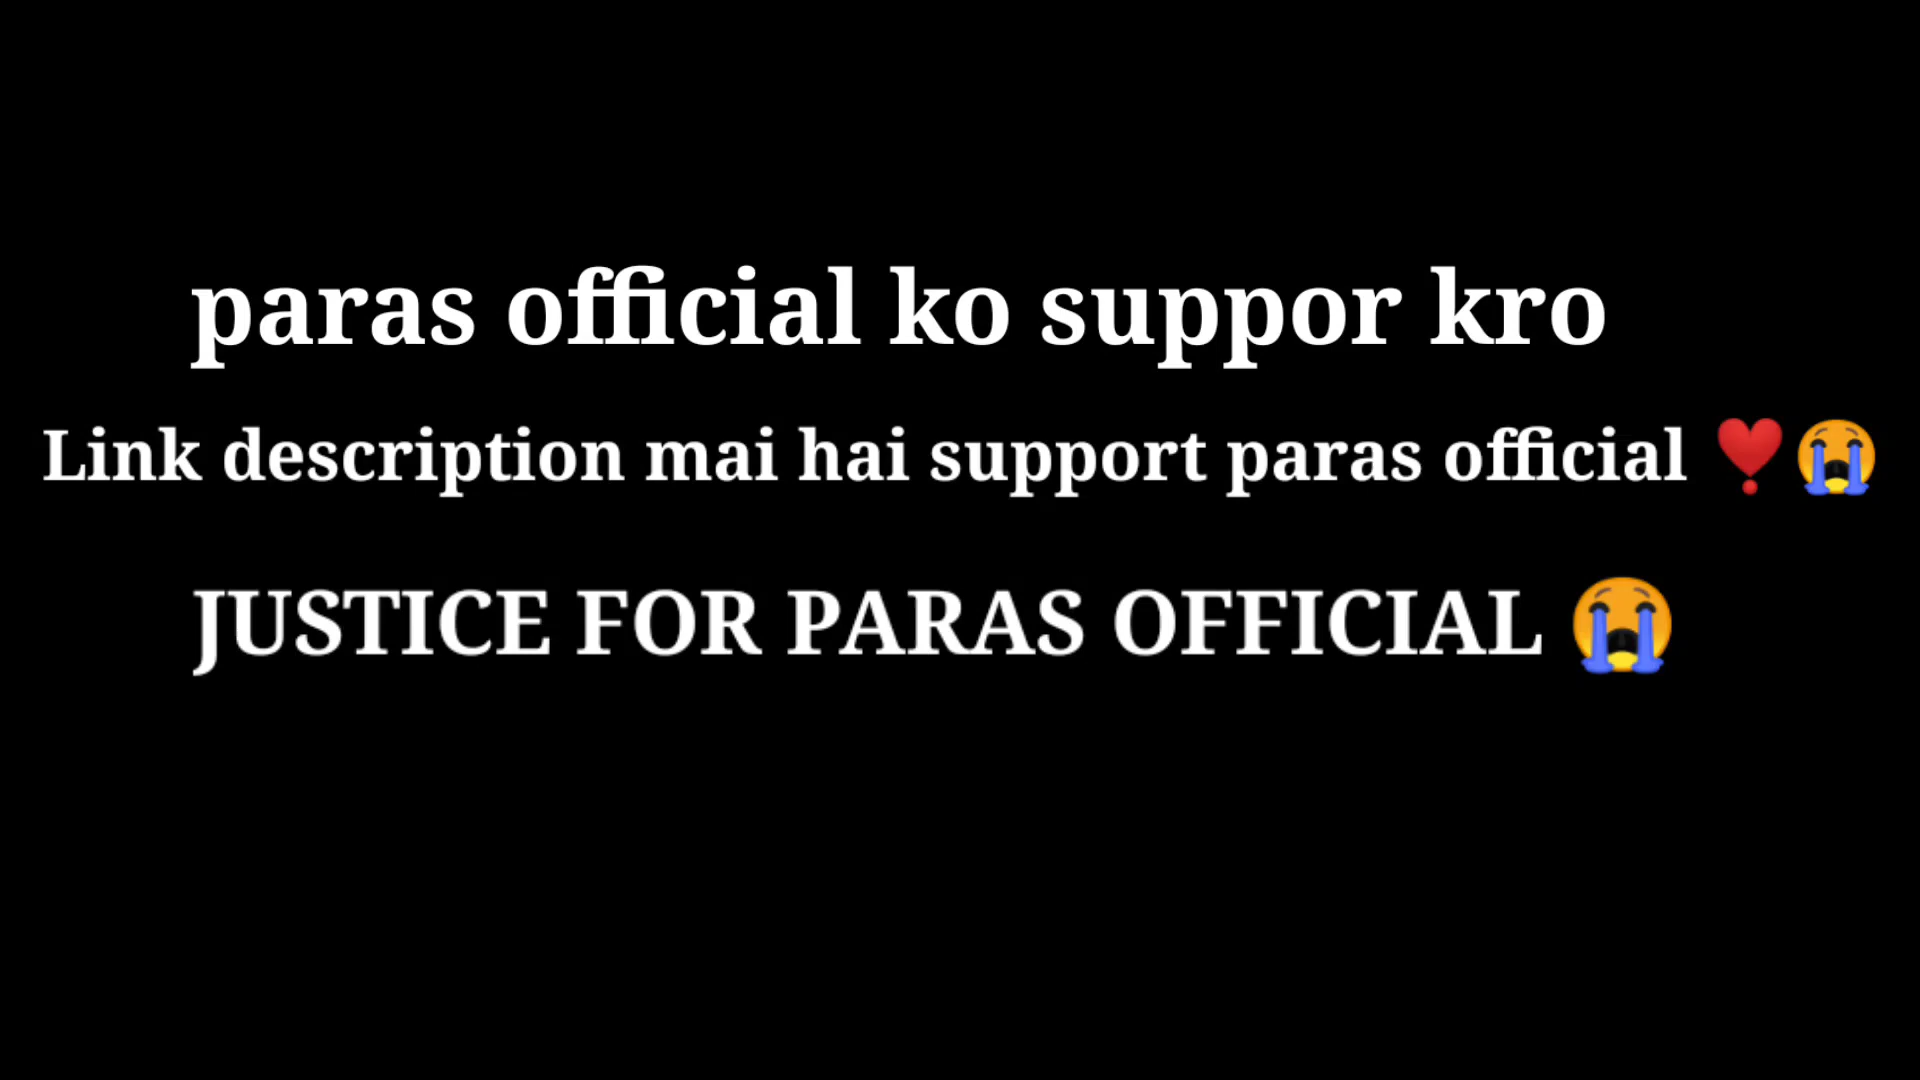 paras official ko suppor kro
Link description mai hai support paras official ❣️😭
JUSTICE FOR PARAS OFFICIAL 😭